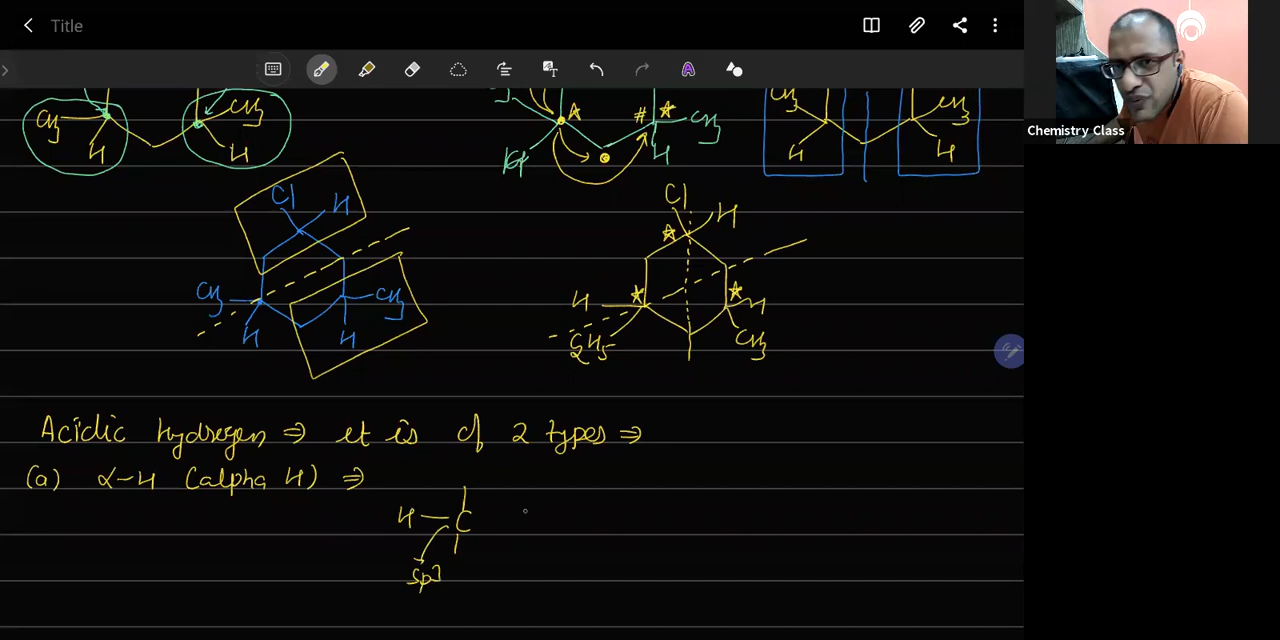 Title
CH3 CH3
H H
A # CH3
H
CH3 CH3
H H
Cl H
CH3 CH3
H H
Cl H
H H
C2H5 CH3
Acidic hydrogen ⇒ it is of 2 types ⇒
(a) α-H (alpha H) ⇒
H — C
sp3
Chemistry Class